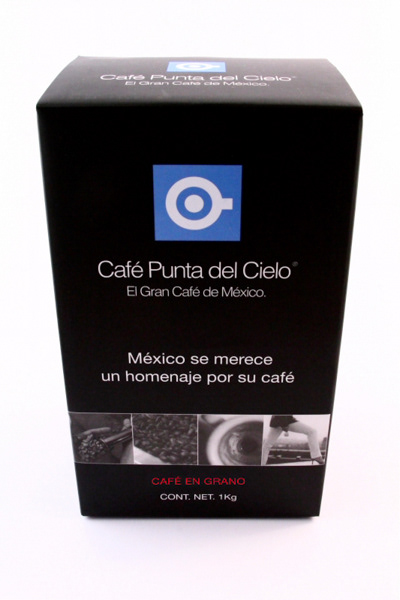 Café Punta del Cielo®
El Gran Café de México.
Café Punta del Cielo®
El Gran Café de México.
México se merece
un homenaje por su café
CAFÉ EN GRANO
CONT. NET. 1Kg